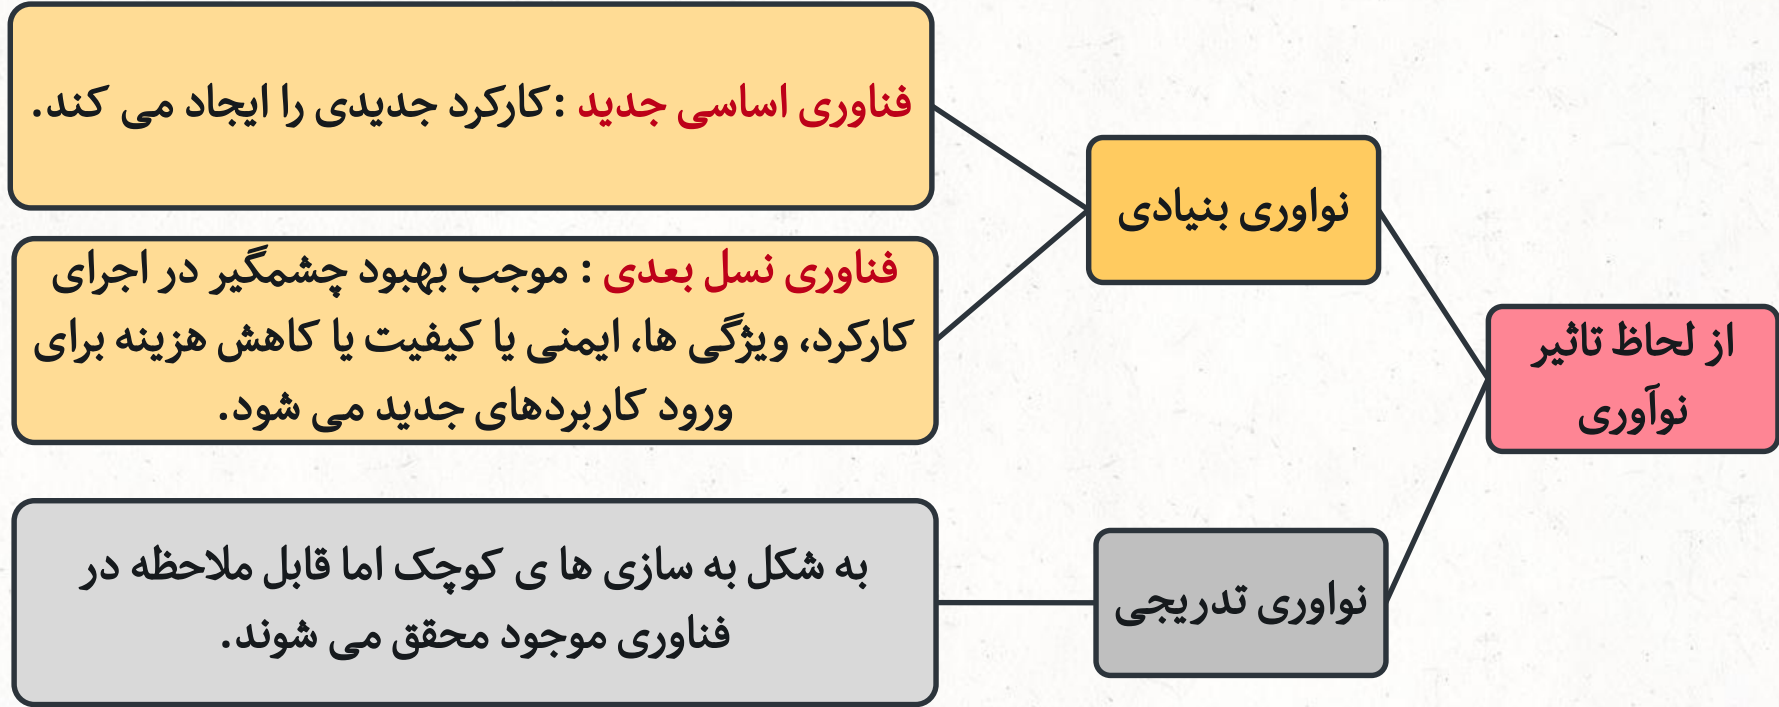 از لحاظ تاثیر
نوآوری
نواوری بنیادی
فناوری اساسی جدید : کارکرد جدیدی را ایجاد می کند.
فناوری نسل بعدی : موجب بهبود چشمگیر در اجرای
کارکرد، ویژگی ها، ایمنی یا کیفیت یا کاهش هزینه برای
ورود کاربردهای جدید می شود.
نواوری تدریجی
به شکل به سازی ها ی کوچک اما قابل ملاحظه در
فناوری موجود محقق می شوند.